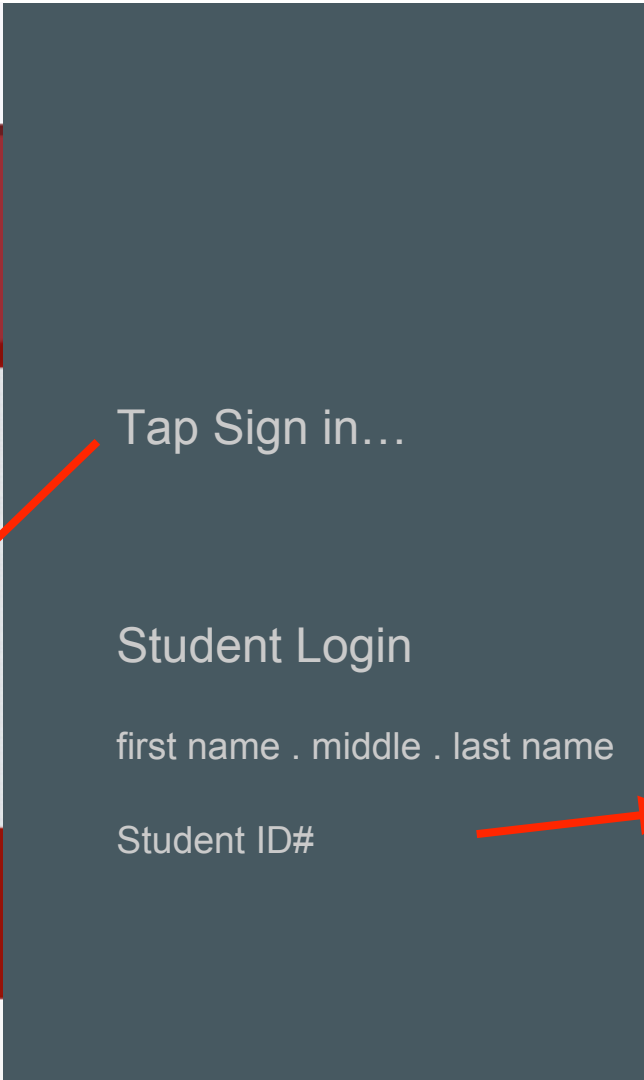 Tap Sign in…
Student Login
first name . middle . last name
Student ID#